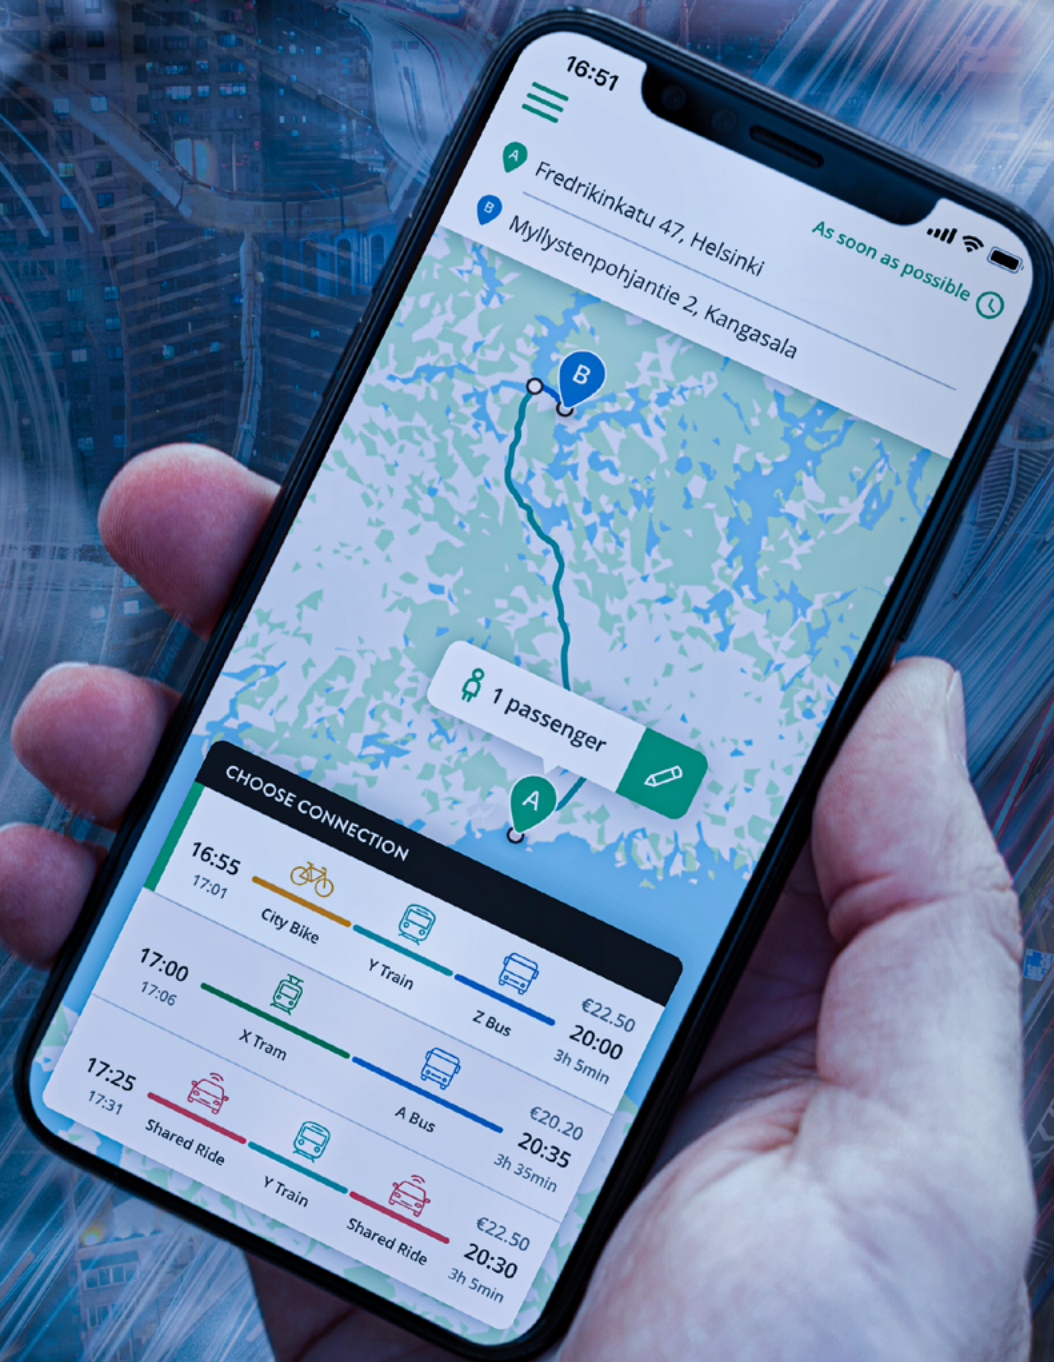 16:51
A
Fredrikinkatu 47, Helsinki
As soon as possible
B
Myllystenpohjantie 2, Kangasala
B
1 passenger
A
CHOOSE CONNECTION
16:55
17:01
City Bike
Y Train
Z Bus
€22.50
20:00
3h 5min
17:00
17:06
X Tram
A Bus
€20.20
20:35
3h 35min
17:25
17:31
Shared Ride
Y Train
Shared Ride
€22.50
20:30
3h 5min